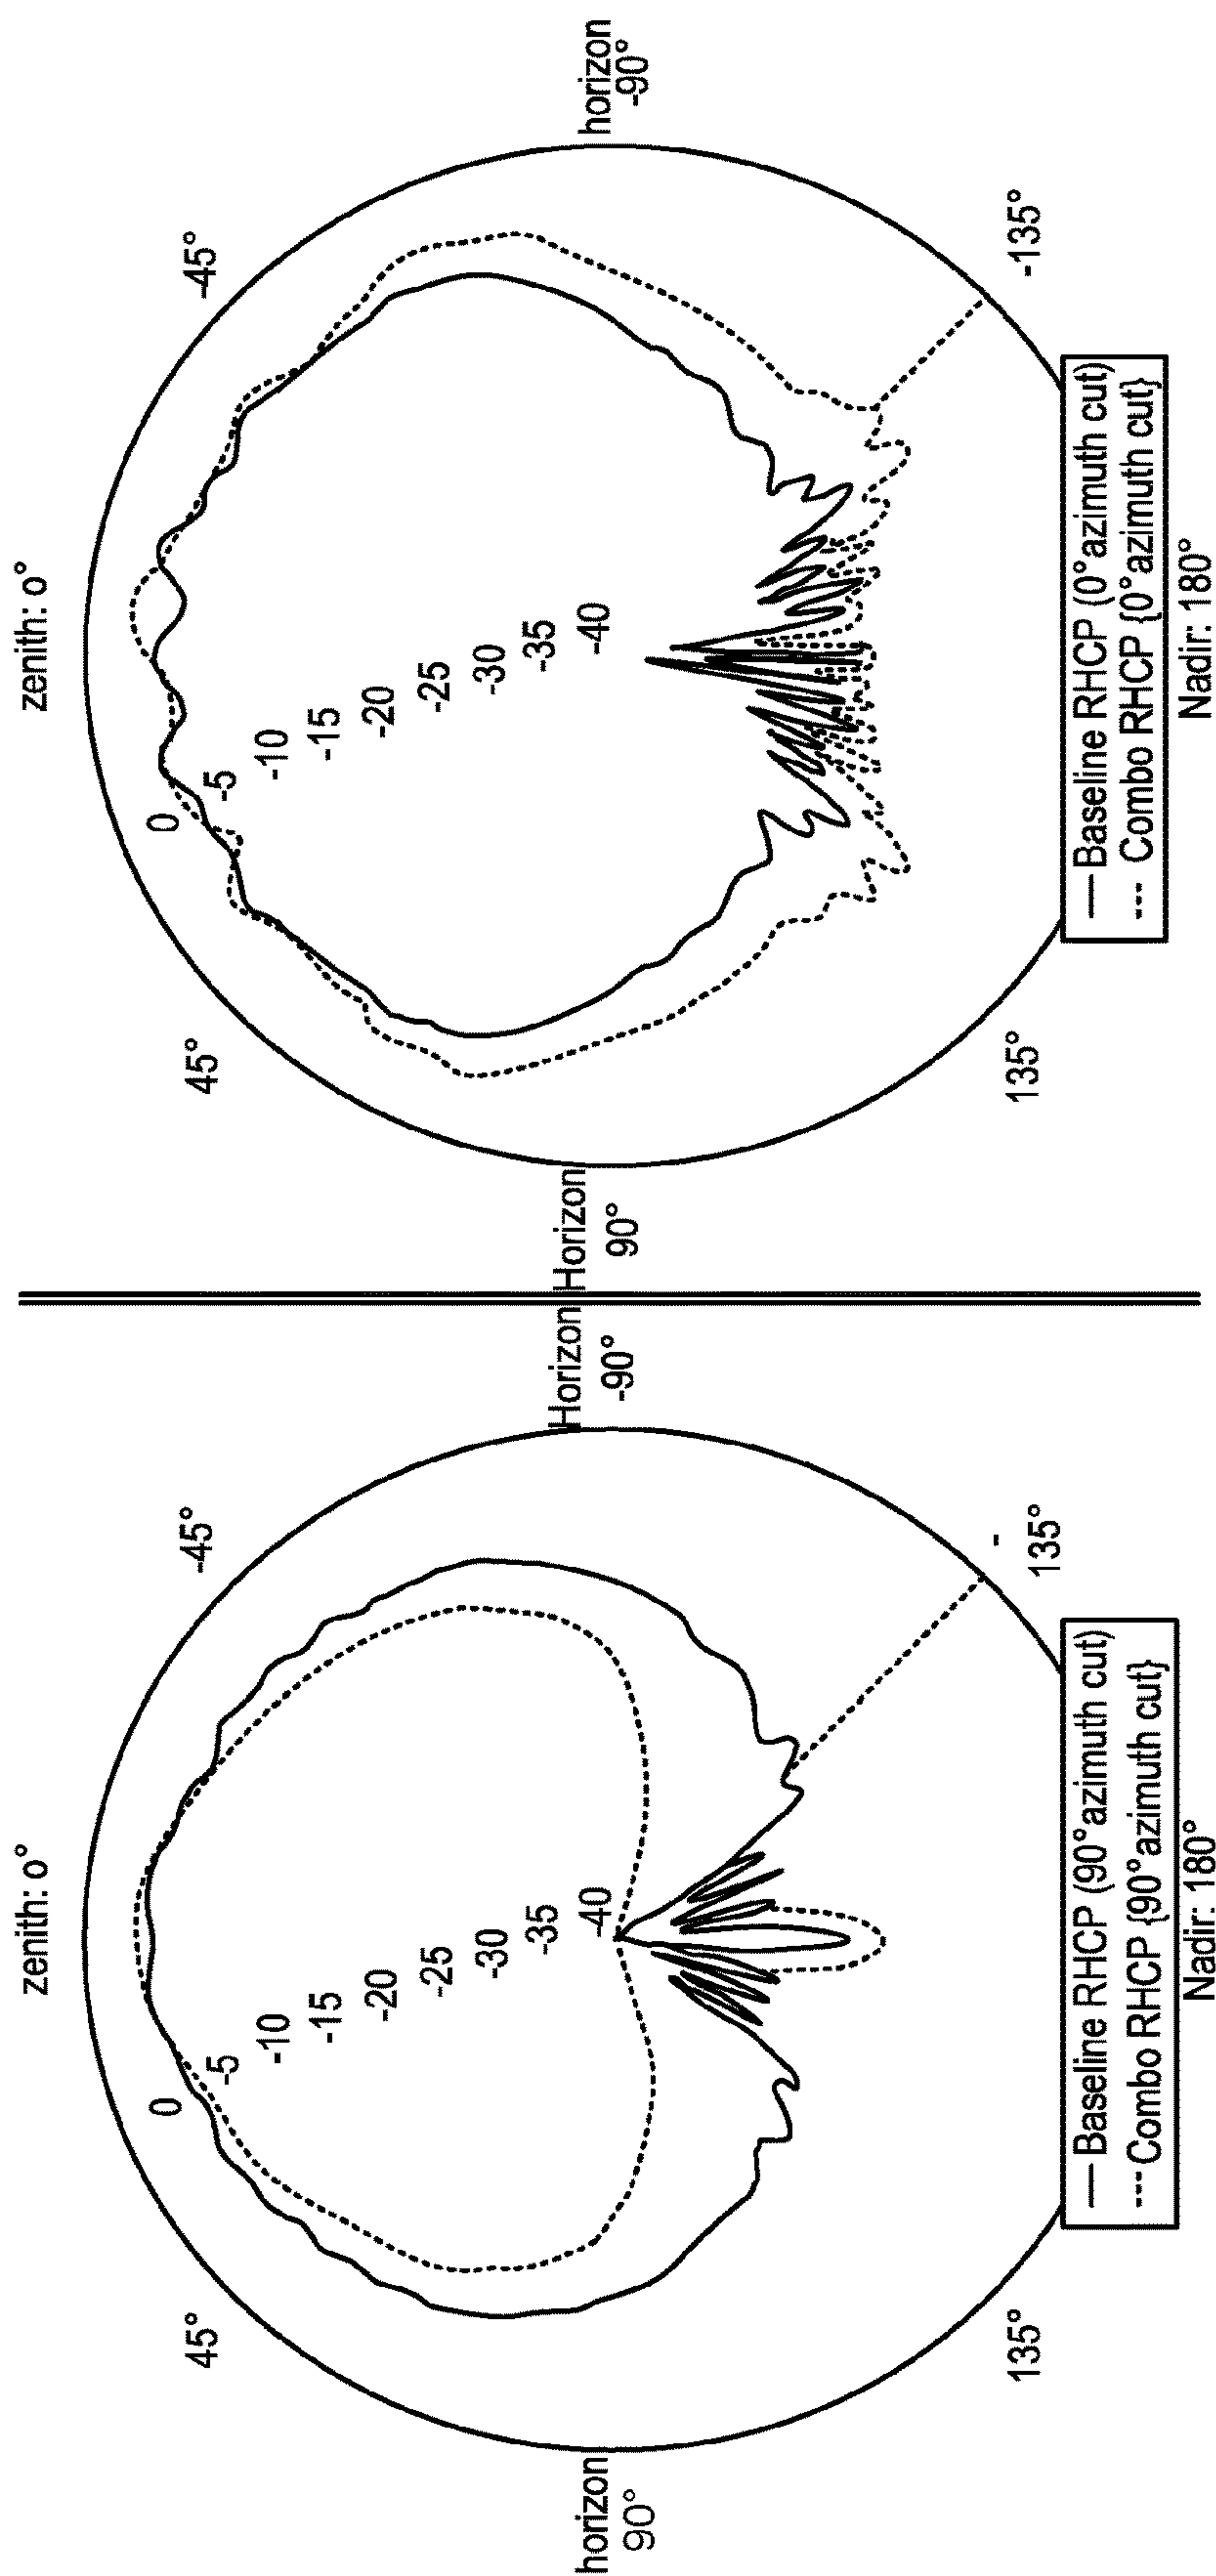 zenith: o°
45°
-45°
0
-5
-10
-15
-20
-25
-30
-35
-40
horizon
90°
Horizon
-90°
135°
-
135°
Baseline RHCP (90°azimuth cut)
Combo RHCP {90°azimuth cut}
Nadir: 180°
zenith: o°
45°
-45°
0
-5
-10
-15
-20
-25
-30
-35
-40
Horizon
90°
horizon
-90°
135°
-135°
Baseline RHCP (0°azimuth cut)
Combo RHCP {0°azimuth cut}
Nadir: 180°